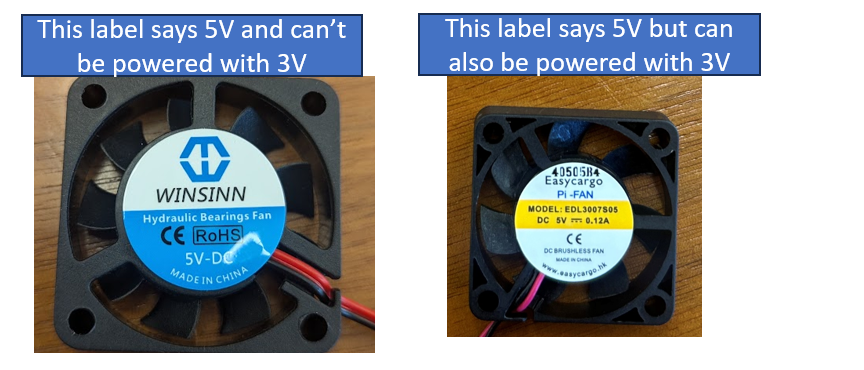 This label says 5V and can't
be powered with 3V
This label says 5V but can
also be powered with 3V
WINSINN
Hydraulic Bearings Fan
CE RoHS
5V-DC
MADE IN CHINA
40505B4
Easycargo
Pi -FAN
MODEL: EDL3007S05
DC 5V ⎓ 0.12A
CE
DC BRUSHLESS FAN
MADE IN CHINA
www.easycargo.hk